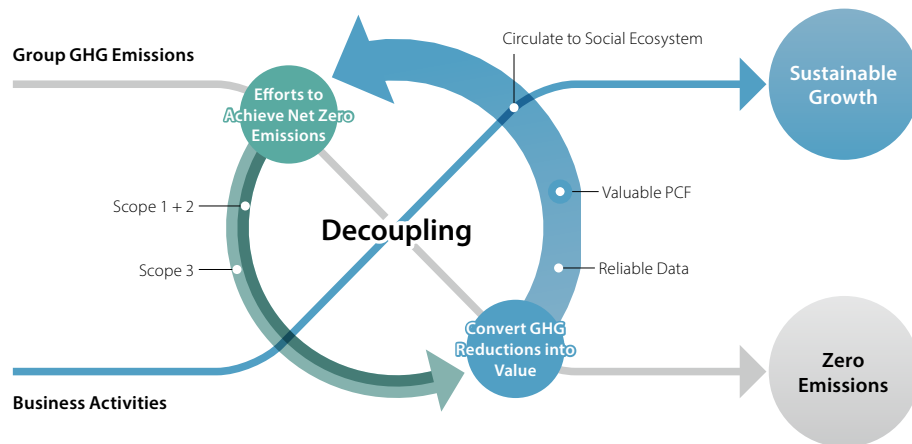 Group GHG Emissions
Circulate to Social Ecosystem
Sustainable
Growth
Efforts to
Achieve Net Zero
Emissions
Scope 1 + 2
Valuable PCF
Decoupling
Scope 3
Reliable Data
Convert GHG
Reductions into
Value
Zero
Emissions
Business Activities